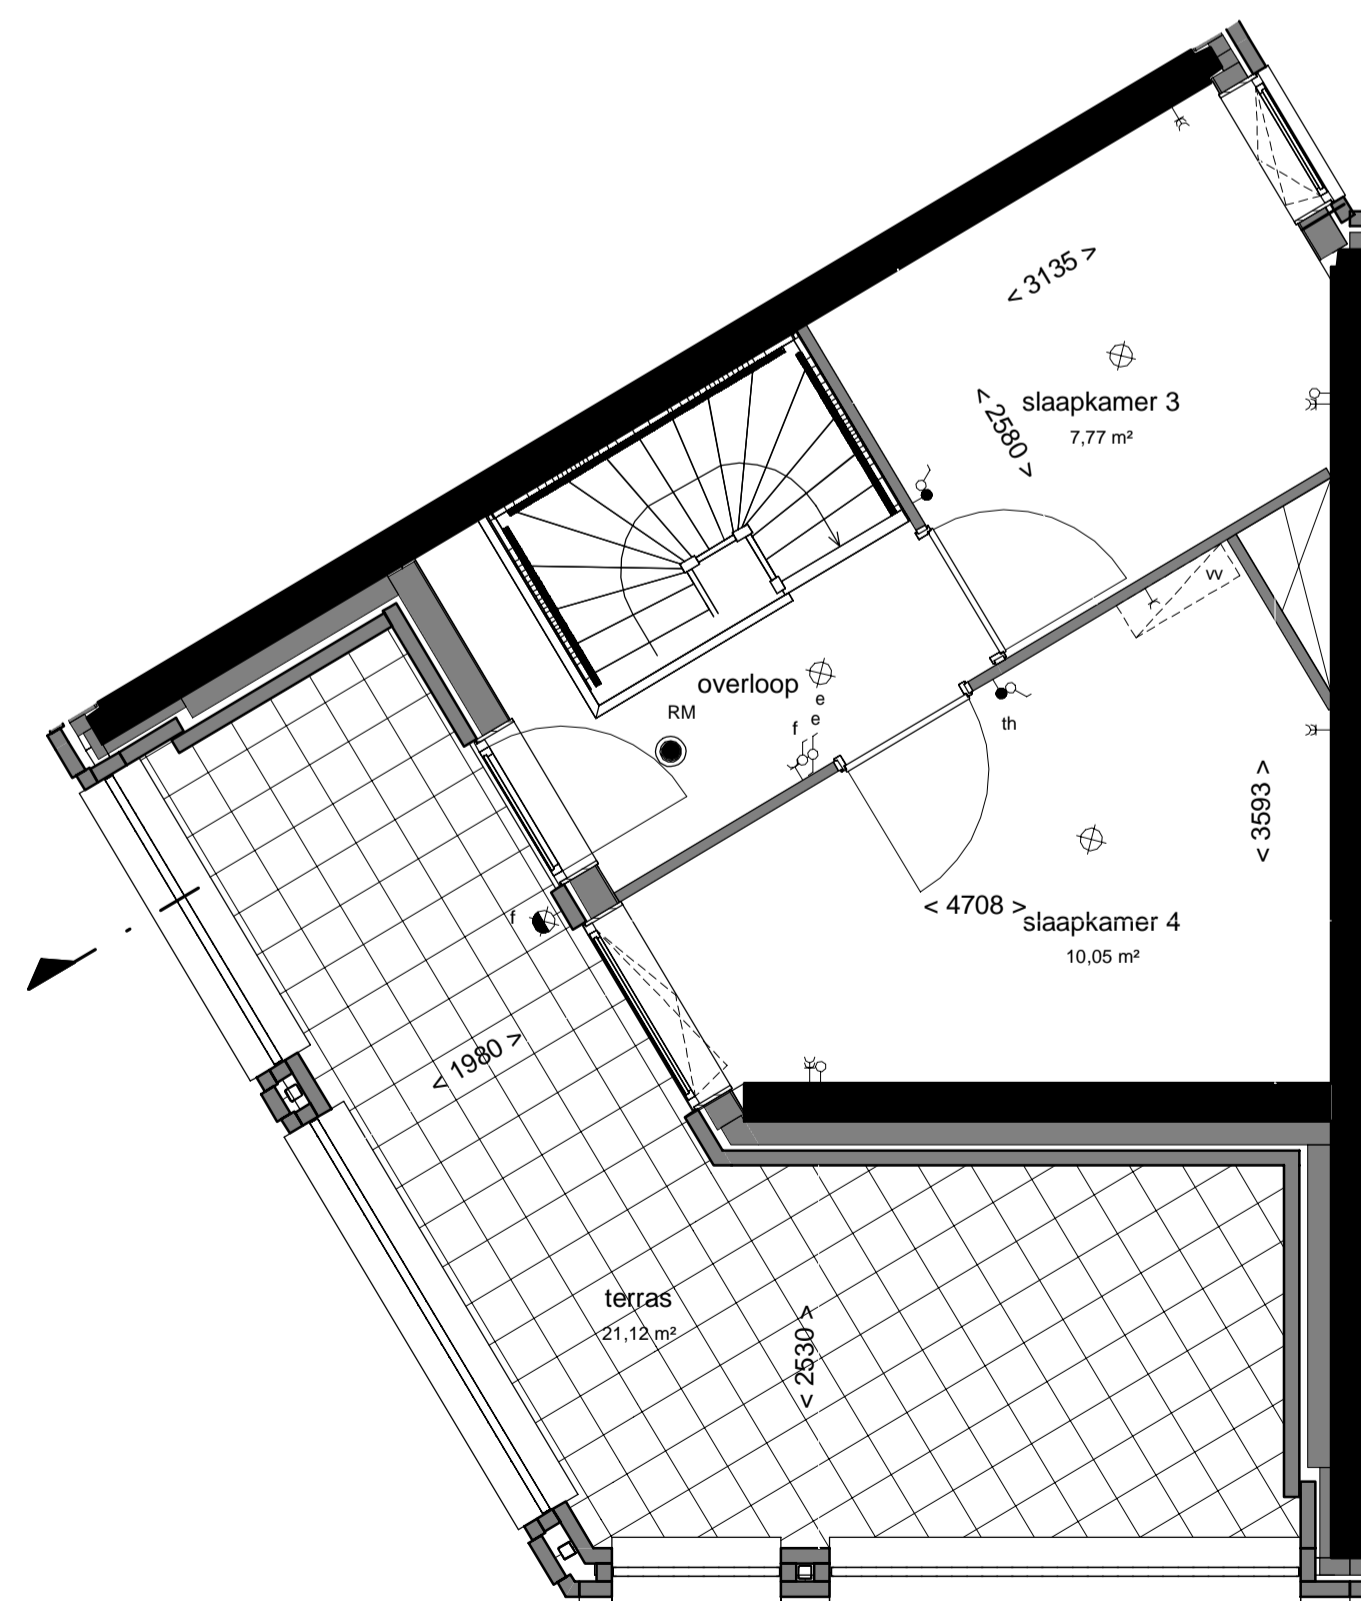 < 3135 >
< 2580 >
slaapkamer 3
7,77 m²
vv
overloop
RM
e
e
f
th
< 3593 >
< 4708 >
slaapkamer 4
10,05 m²
f
< 1980 >
terras
21,12 m²
< 2530 >